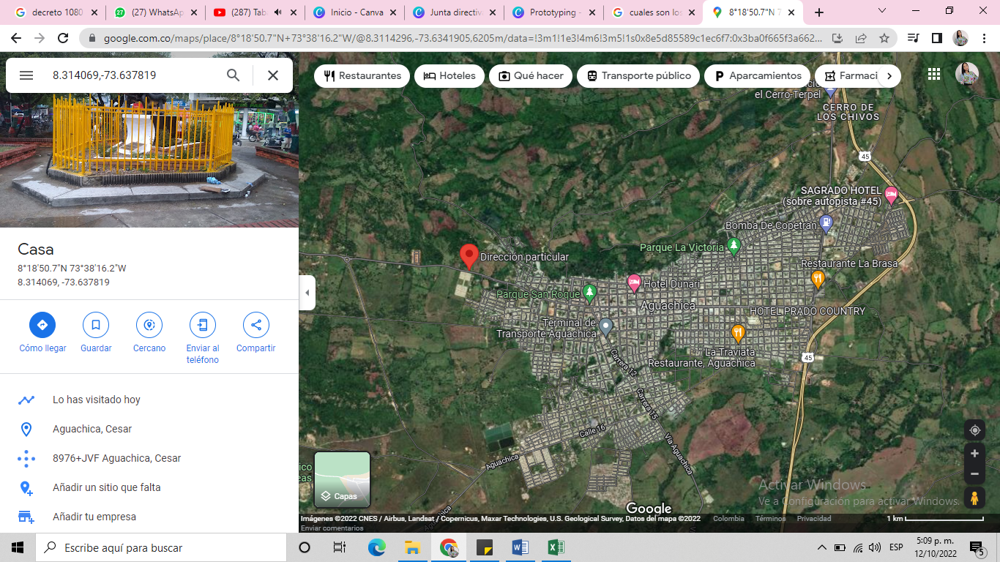 decreto 1080
(27) WhatsAp
(287) Tab
Inicio - Canva
Junta directiv
Prototyping -
cuales son los
8°18'50.7"N 7
google.com.co/maps/place/8°18'50.7"N+73°38'16.2"W/@8.3114296,-73.6341905,6205m/data=!3m1!1e3!4m6!3m5!1s0x8e5d85589c1ec6f7:0x3ba0f665f3a662...
8.314069,-73.637819
Restaurantes
Hoteles
Qué hacer
Transporte público
Aparcamientos
Farmaci
el Cerro-Terpel
CERRO DE
LOS CHIVOS
45
SAGRADO HOTEL
(sobre autopista #45)
Bomba De Copetran
Parque La Victoria
Dirección particular
Restaurante La Brasa
Hotel Dunari
Parque San Roque
Aguachica
HOTEL PRADO COUNTRY
Terminal de
Transporte Aguachica
La Traviata
Restaurante, Aguachica
45
Carrera 12
Carrera 15
Calle 16
Vía Aguachica
Aguachica
Casa
8°18'50.7"N 73°38'16.2"W
8.314069, -73.637819
Cómo llegar
Guardar
Cercano
Enviar al
teléfono
Compartir
Lo has visitado hoy
Aguachica, Cesar
8976+JVF Aguachica, Cesar
Añadir un sitio que falta
Añadir tu empresa
Capas
Google
Activar Windows
Ve a Configuración para activar Windows.
Imágenes ©2022 CNES / Airbus, Landsat / Copernicus, Maxar Technologies, U.S. Geological Survey, Datos del mapa ©2022
Colombia
Términos
Privacidad
1 km
Enviar comentarios
Escribe aquí para buscar
ESP
5:09 p. m.
12/10/2022
5